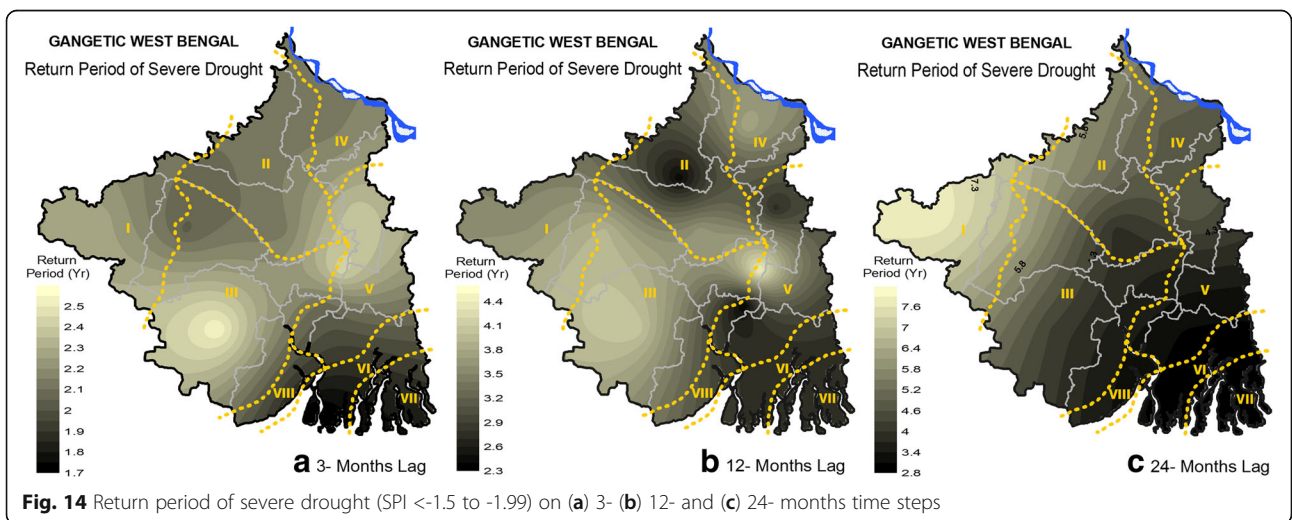 GANGETIC WEST BENGAL
Return Period of Severe Drought
I
II
III
IV
V
VI
VII
VIII
Return
Period (Yr)
2.5
2.4
2.3
2.2
2.1
2
1.9
1.8
1.7
a 3- Months Lag
GANGETIC WEST BENGAL
Return Period of Severe Drought
I
II
III
IV
V
VI
VII
VIII
Return
Period (Yr)
4.4
4.1
3.8
3.5
3.2
2.9
2.6
2.3
b 12- Months Lag
GANGETIC WEST BENGAL
Return Period of Severe Drought
5.8
7.3
4.3
5.8
I
II
III
IV
V
VI
VII
VIII
Return
Period (Yr)
7.6
7
6.4
5.8
5.2
4.6
4
3.4
2.8
c 24- Months Lag
Fig. 14 Return period of severe drought (SPI <-1.5 to -1.99) on (a) 3- (b) 12- and (c) 24- months time steps